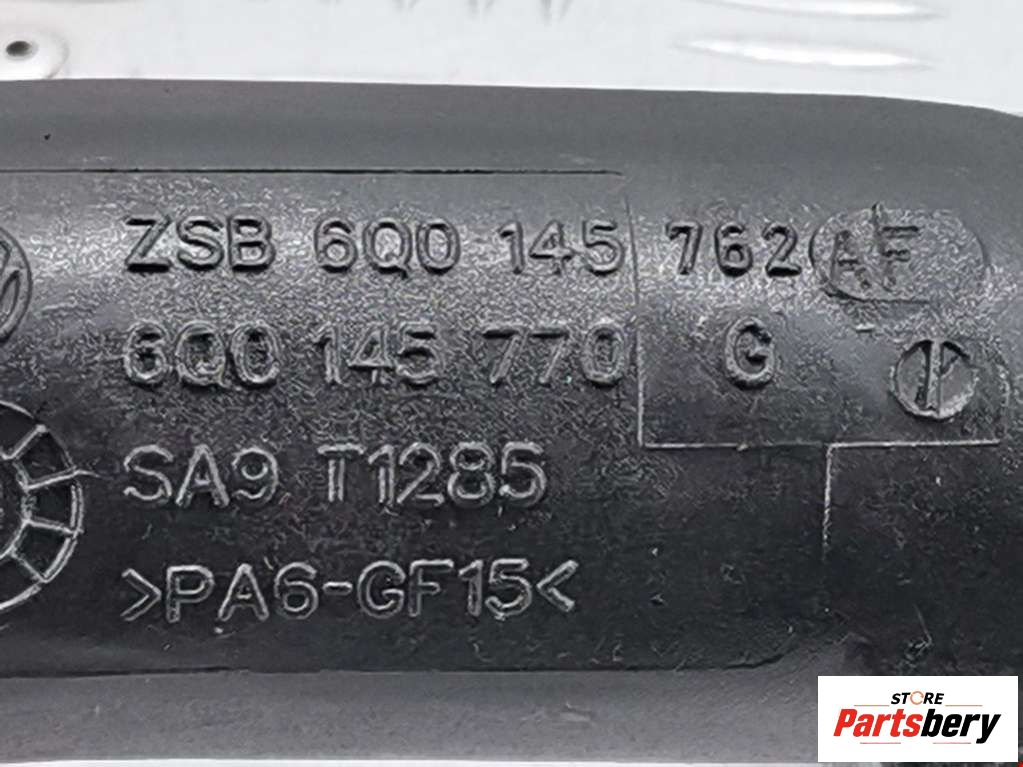 ZSB 6Q0 145 762 AF
6Q0 145 770 G
SA9 T1285
>PA6-GF15<
STORE
Partsbery